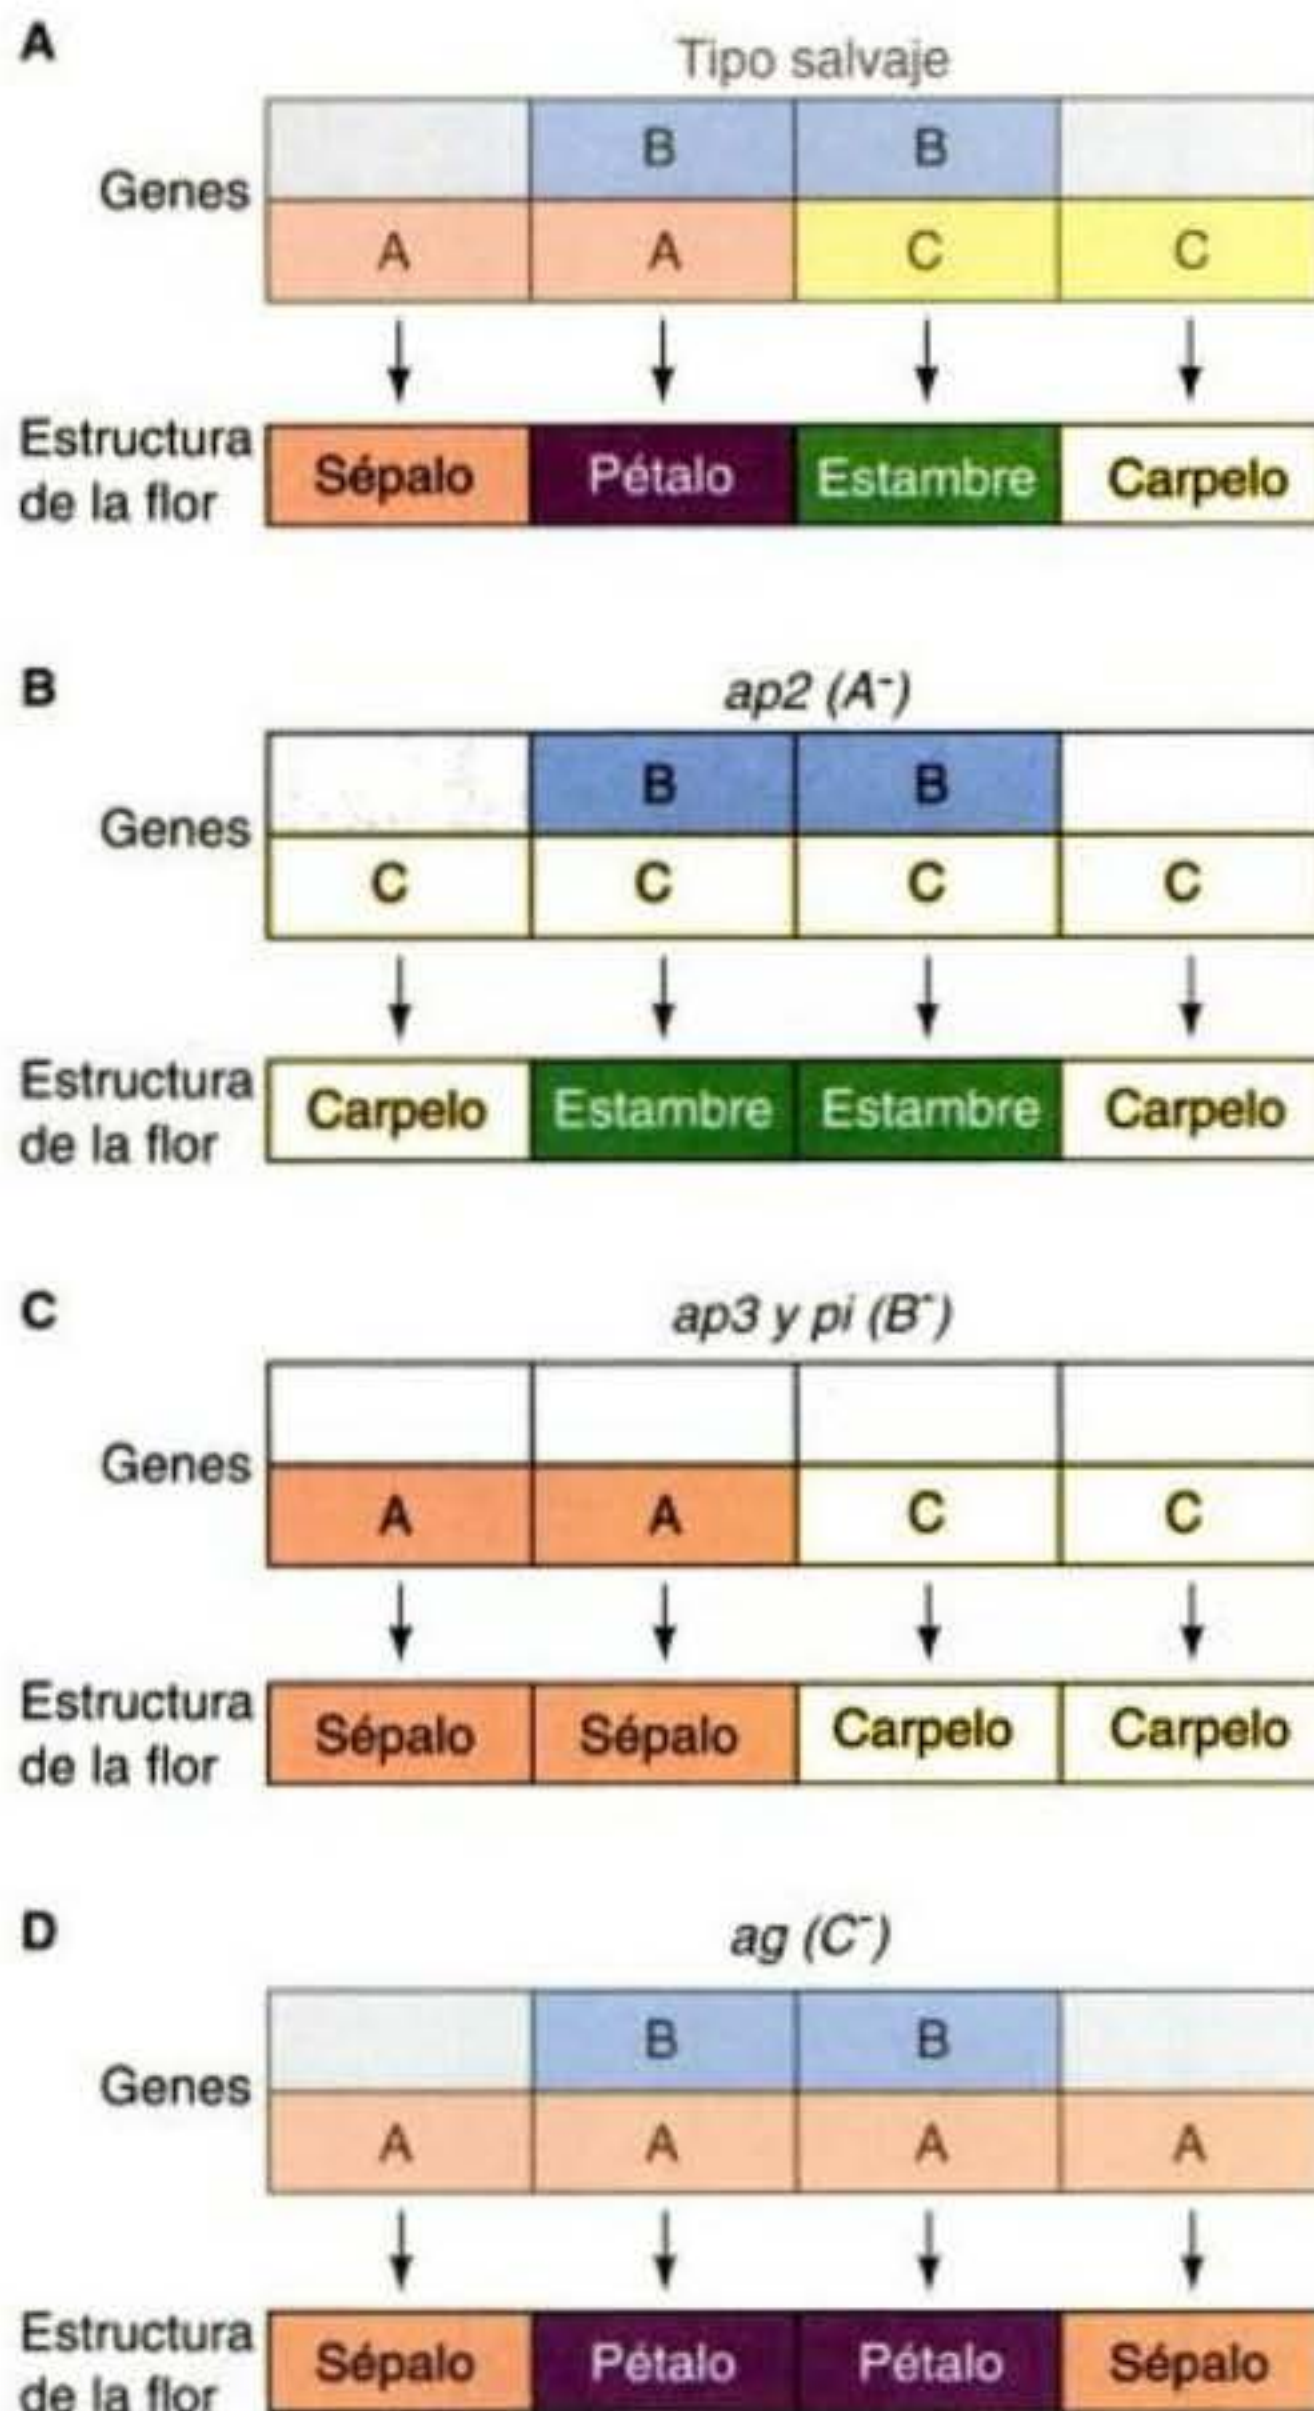 A
Tipo salvaje
Genes
B B
A A C C
Estructura
de la flor
Sépalo Pétalo Estambre Carpelo
B
ap2 (A-)
B B
Genes
C C C C
Estructura
de la flor
Carpelo Estambre Estambre Carpelo
C
ap3 y pi (B-)
Genes
A A C C
Estructura
de la flor
Sépalo Sépalo Carpelo Carpelo
D
ag (C-)
B B
Genes
A A A A
Estructura
de la flor
Sépalo Pétalo Pétalo Sépalo